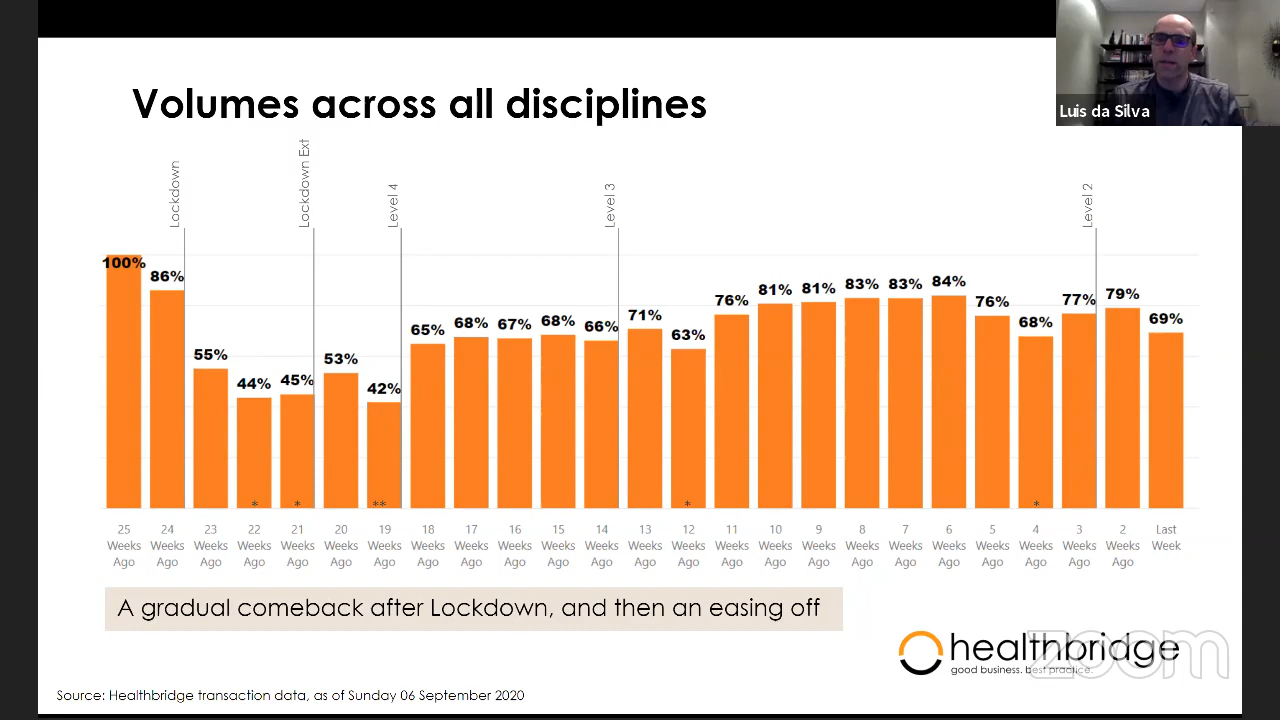 Luis da Silva
Volumes across all disciplines
Lockdown
Lockdown Ext
Level 4
Level 3
Level 2
100%
86%
55%
44%
45%
53%
42%
65%
68%
67%
68%
66%
71%
63%
76%
81%
81%
83%
83%
84%
76%
68%
77%
79%
69%
*
*
**
*
*
25 Weeks Ago
24 Weeks Ago
23 Weeks Ago
22 Weeks Ago
21 Weeks Ago
20 Weeks Ago
19 Weeks Ago
18 Weeks Ago
17 Weeks Ago
16 Weeks Ago
15 Weeks Ago
14 Weeks Ago
13 Weeks Ago
12 Weeks Ago
11 Weeks Ago
10 Weeks Ago
9 Weeks Ago
8 Weeks Ago
7 Weeks Ago
6 Weeks Ago
5 Weeks Ago
4 Weeks Ago
3 Weeks Ago
2 Weeks Ago
Last Week
A gradual comeback after Lockdown, and then an easing off
healthbridge
good business. best practice.
zoom
Source: Healthbridge transaction data, as of Sunday 06 September 2020